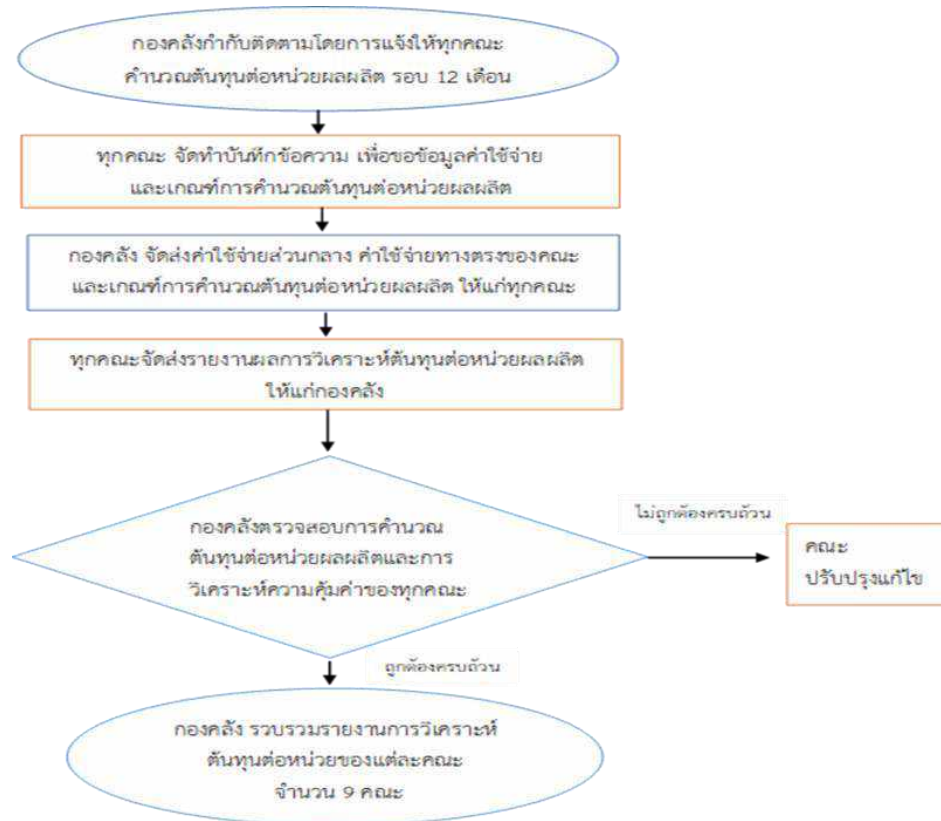 กองคลังกำกับติดตามโดยการแจ้งให้ทุกคณะ
คำนวณต้นทุนต่อหน่วยผลผลิต รอบ 12 เดือน
ทุกคณะ จัดทำบันทึกข้อความ เพื่อขอข้อมูลค่าใช้จ่าย
และเกณฑ์การคำนวณต้นทุนต่อหน่วยผลผลิต
กองคลัง จัดส่งค่าใช้จ่ายส่วนกลาง ค่าใช้จ่ายทางตรงของคณะ
และเกณฑ์การคำนวณต้นทุนต่อหน่วยผลผลิต ให้แก่ทุกคณะ
ทุกคณะจัดส่งรายงานผลการวิเคราะห์ต้นทุนต่อหน่วยผลผลิต
ให้แก่กองคลัง
กองคลังตรวจสอบการคำนวณ
ต้นทุนต่อหน่วยผลผลิตและการ
วิเคราะห์ความคุ้มค่าของทุกคณะ
ไม่ถูกต้องครบถ้วน
คณะ
ปรับปรุงแก้ไข
ถูกต้องครบถ้วน
กองคลัง รวบรวมรายงานการวิเคราะห์
ต้นทุนต่อหน่วยของแต่ละคณะ
จำนวน 9 คณะ